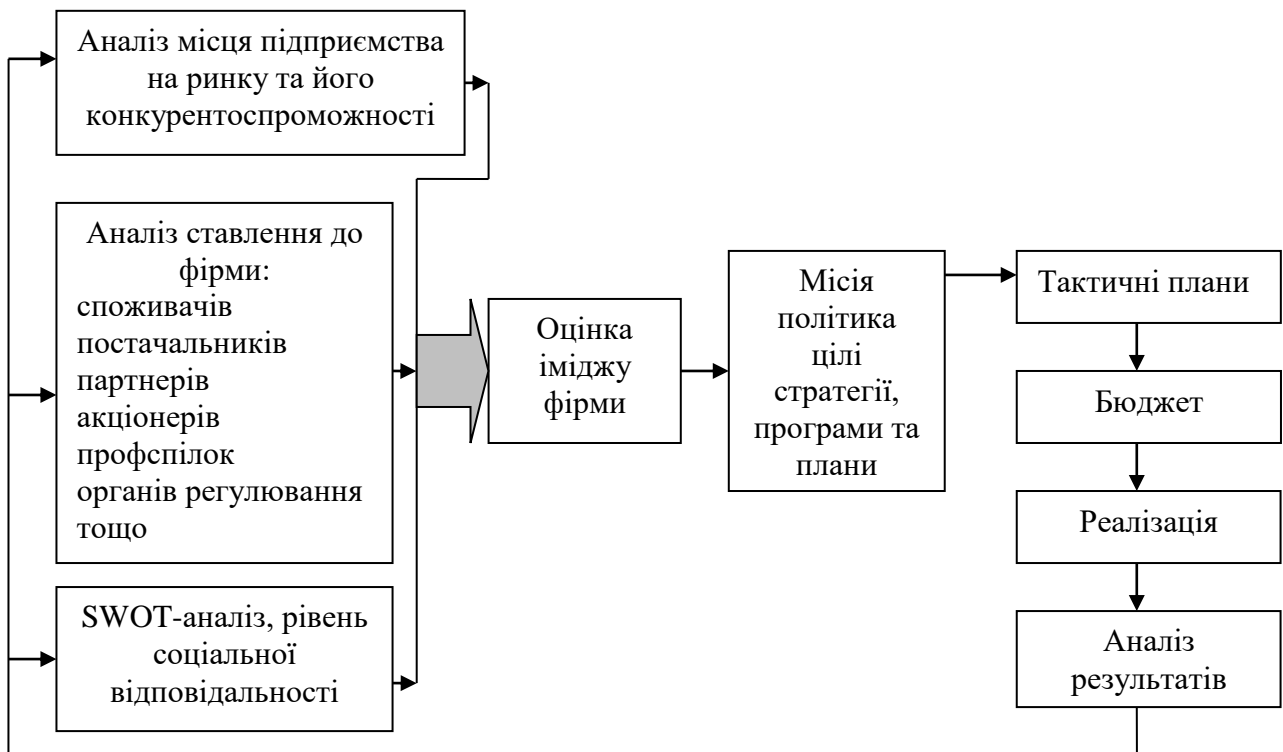 Аналіз місця підприємства
на ринку та його
конкурентоспроможності
Аналіз ставлення до
фірми:
споживачів
постачальників
партнерів
акціонерів
профспілок
органів регулювання
тощо
SWOT-аналіз, рівень
соціальної
відповідальності
Оцінка
іміджу
фірми
Місія
політика
цілі
стратегії,
програми та
плани
Тактичні плани
Бюджет
Реалізація
Аналіз
результатів